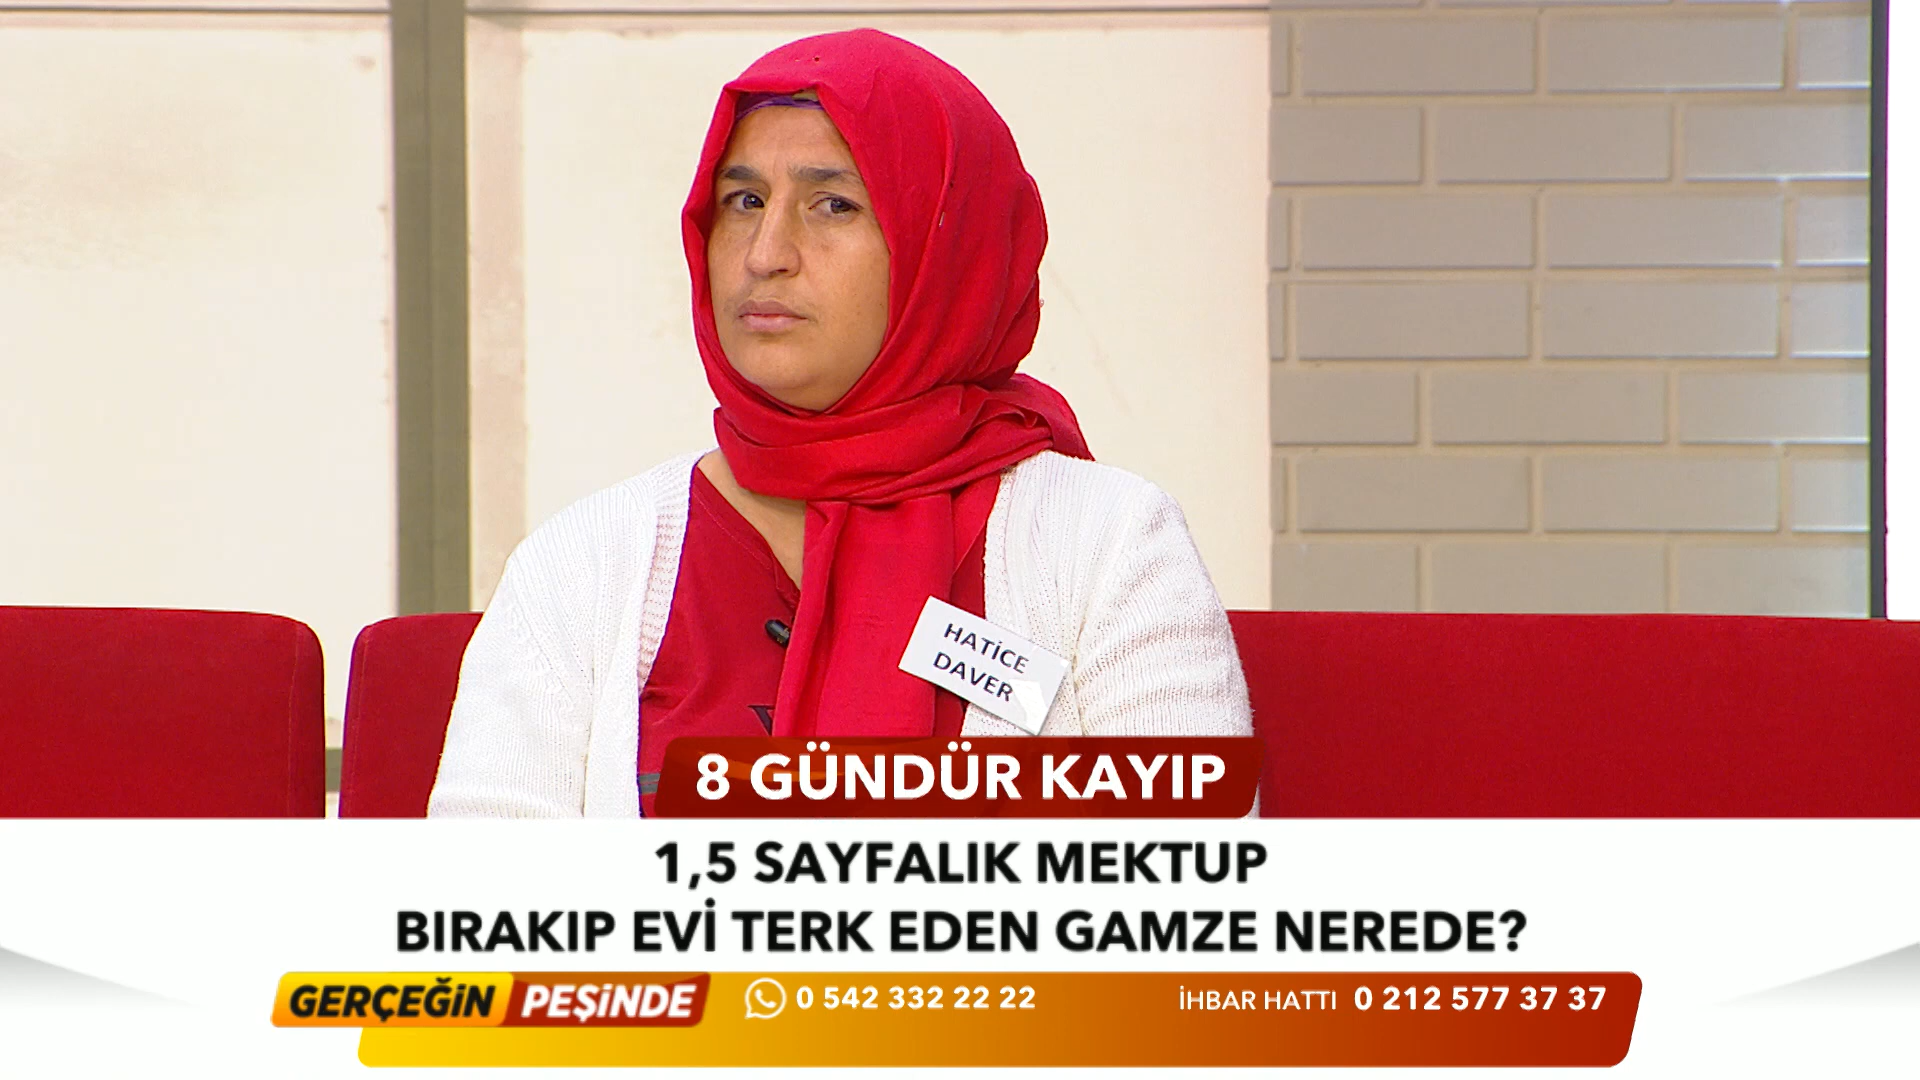 HATİCE
DAVER
8 GÜNDÜR KAYIP
1,5 SAYFALIK MEKTUP
BIRAKIP EVİ TERK EDEN GAMZE NEREDE?
GERÇEĞİN PEŞİNDE 0 542 332 22 22 İHBAR HATTI 0 212 577 37 37